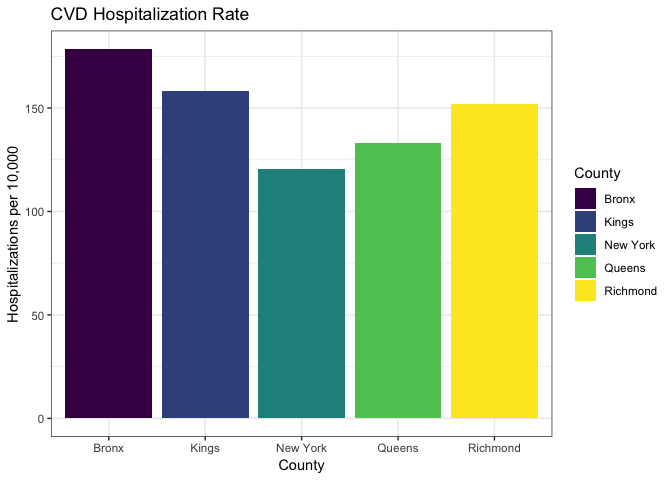 CVD Hospitalization Rate
Hospitalizations per 10,000
150
100
50
0
Bronx Kings New York Queens Richmond
County
County
Bronx
Kings
New York
Queens
Richmond